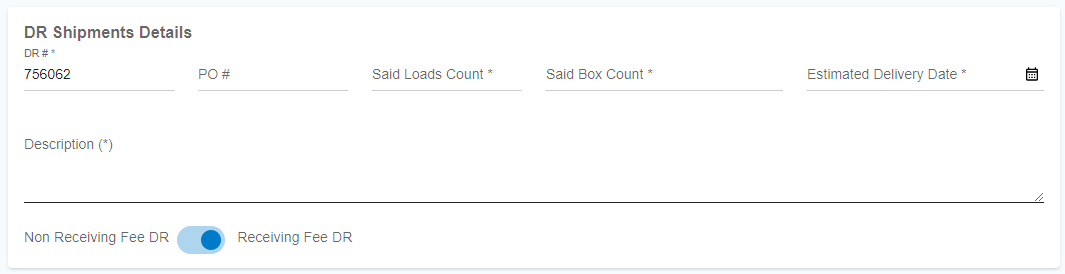 DR Shipments Details
DR # *
756062 PO # Said Loads Count * Said Box Count * Estimated Delivery Date *
Description (*)
Non Receiving Fee DR Receiving Fee DR